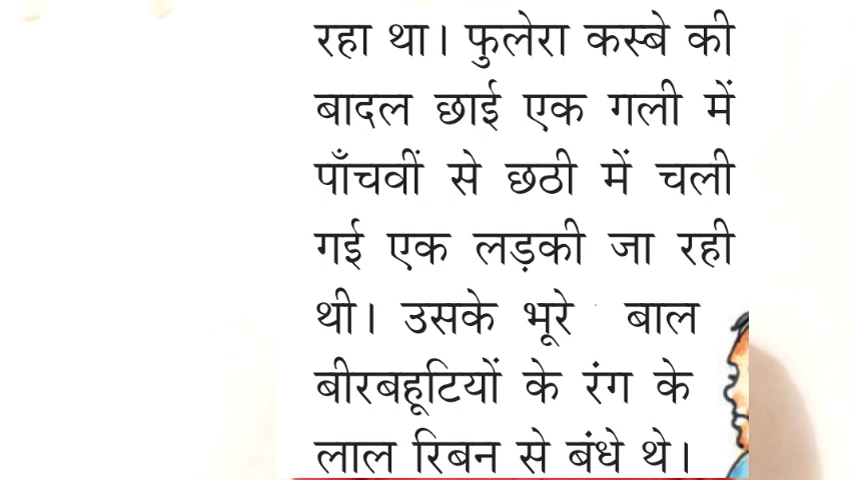 रहा था। फुलेरा कस्बे की
बादल छाई एक गली में
पाँचवीं से छठी में चली
गई एक लड़की जा रही
थी। उसके भूरे बाल
बीरबहूटियों के रंग के
लाल रिबन से बंधे थे।